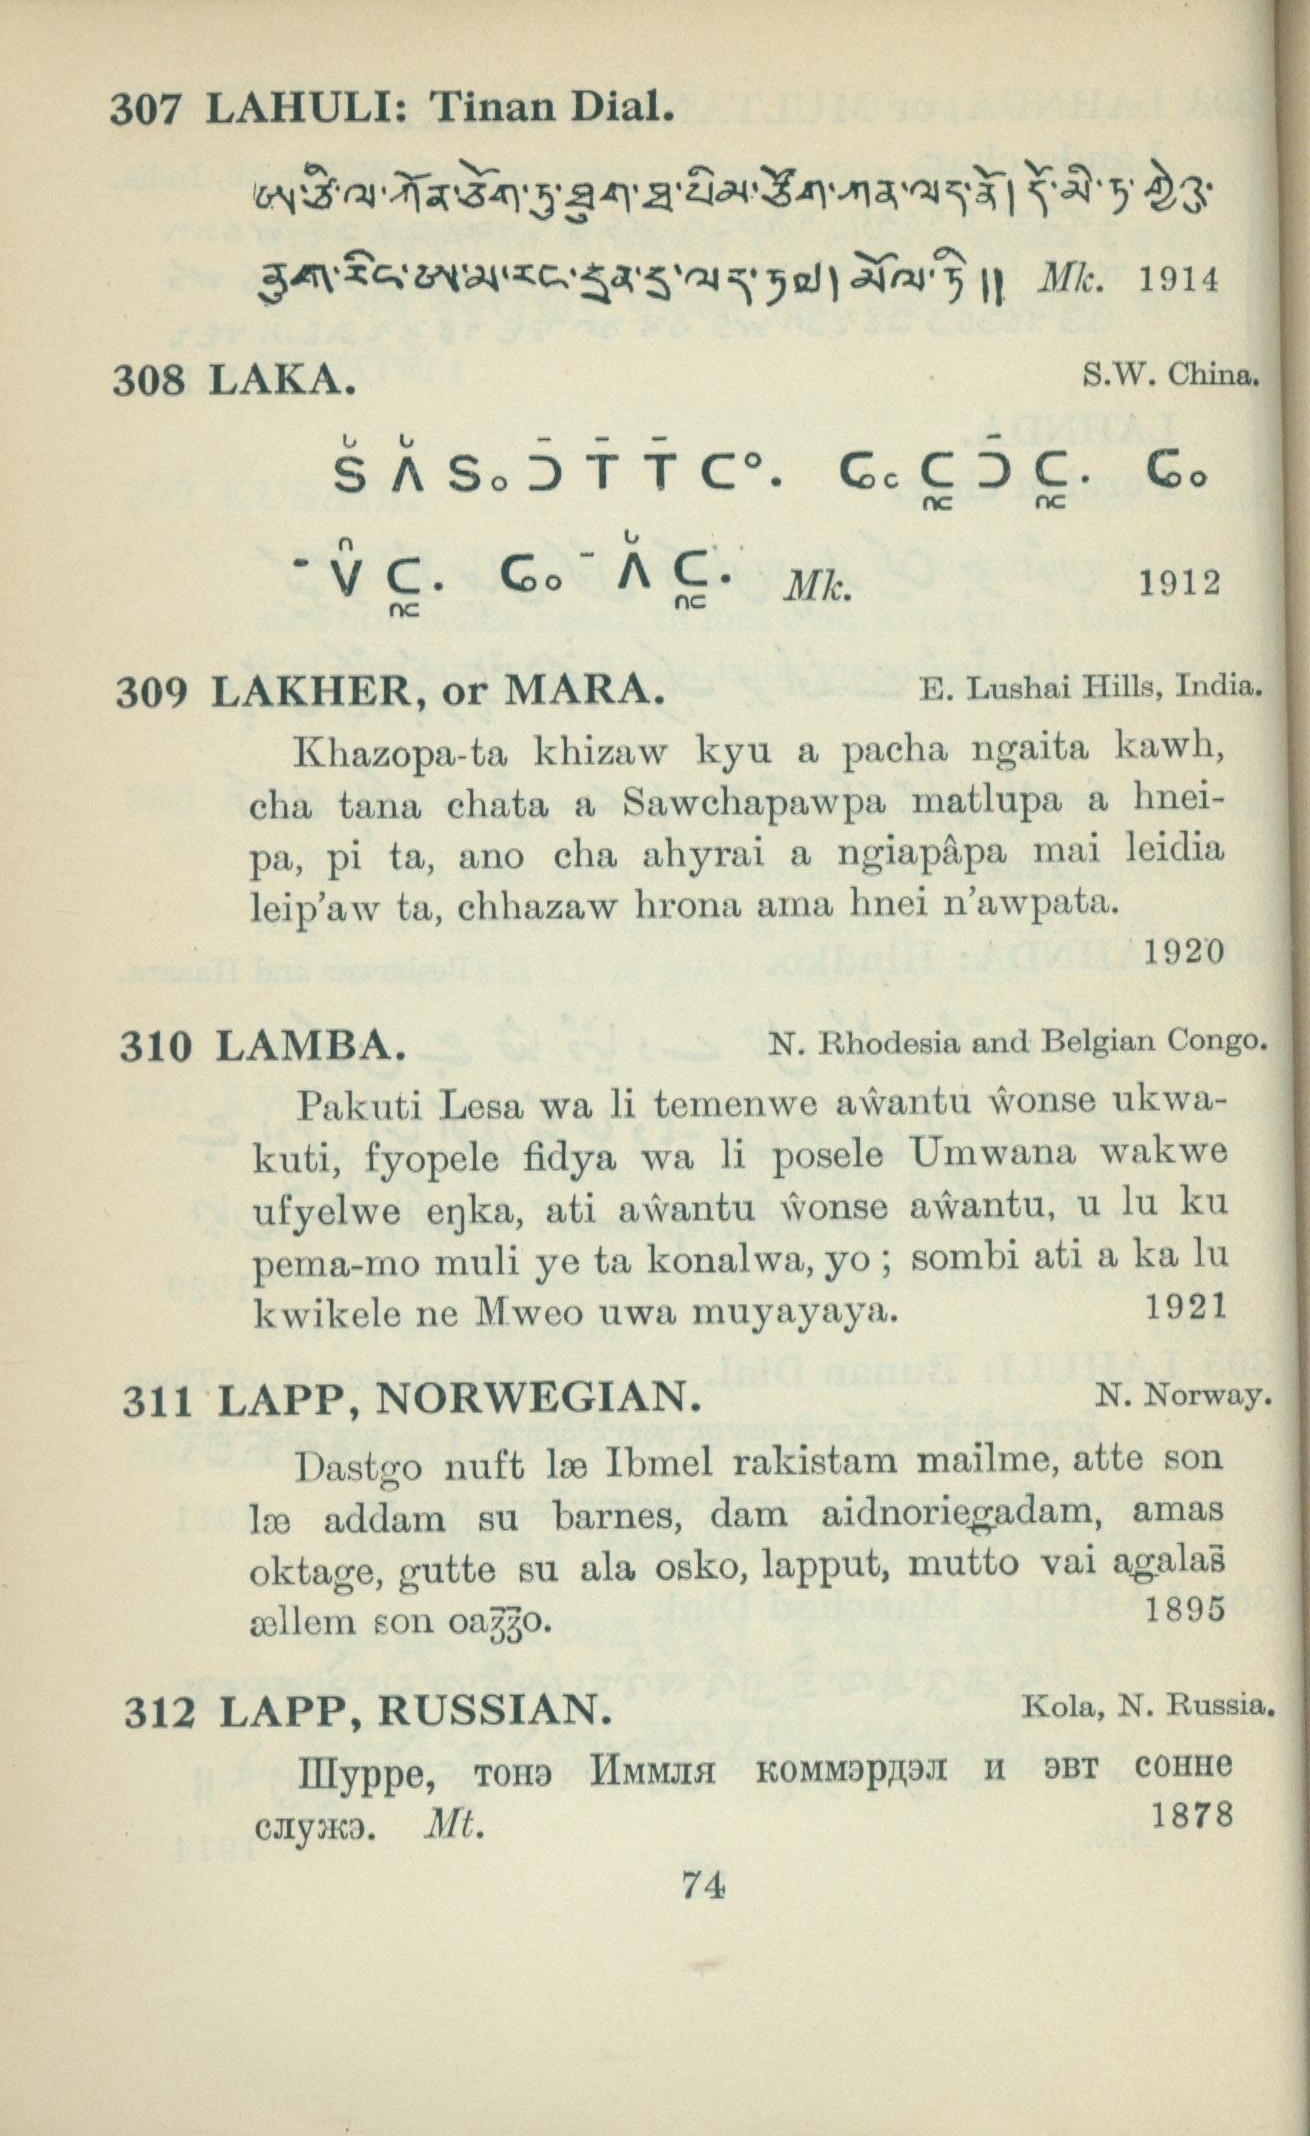 307 LAHULI: Tinan Dial.
Mk. 1914
308 LAKA. S.W. China.
Mk. 1912
309 LAKHER, or MARA. E. Lushai Hills, India.
Khazopa-ta khizaw kyu a pacha ngaita kawh,
cha tana chata a Sawchapawpa matlupa a hnei-
pa, pi ta, ano cha ahyrai a ngiapâpa mai leidia
leip'aw ta, chhazaw hrona ama hnei n'awpata.
1920
310 LAMBA. N. Rhodesia and Belgian Congo.
Pakuti Lesa wa li temenwe aŵantu ŵonse ukwa-
kuti, fyopele fidya wa li posele Umwana wakwe
ufyelwe eŋka, ati aŵantu ŵonse aŵantu, u lu ku
pema-mo muli ye ta konalwa, yo ; sombi ati a ka lu
kwikele ne Mweo uwa muyayaya. 1921
311 LAPP, NORWEGIAN. N. Norway.
Dastgo nuft læ Ibmel rakistam mailme, atte son
læ addam su barnes, dam aidnoriegadam, amas
oktage, gutte su ala osko, lapput, mutto vai agalas̄
ællem son oaʒ̄ʒ̄o. 1895
312 LAPP, RUSSIAN. Kola, N. Russia.
Шурре, тонэ Иммля коммэрдэл и эвт сонне
служэ. Mt. 1878
74